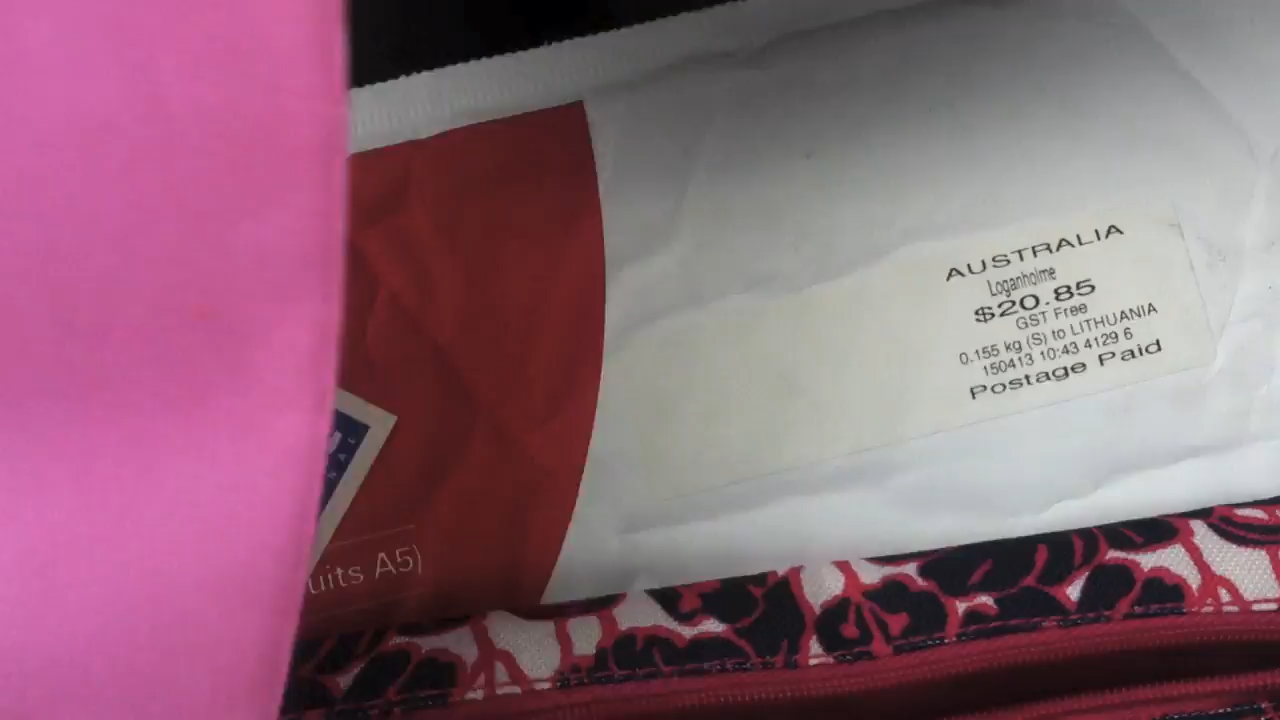 AUSTRALIA
Loganholme
$20.85
GST Free
0.155 kg (S) to LITHUANIA
150413 10:43 4129 6
Postage Paid
uits A5)